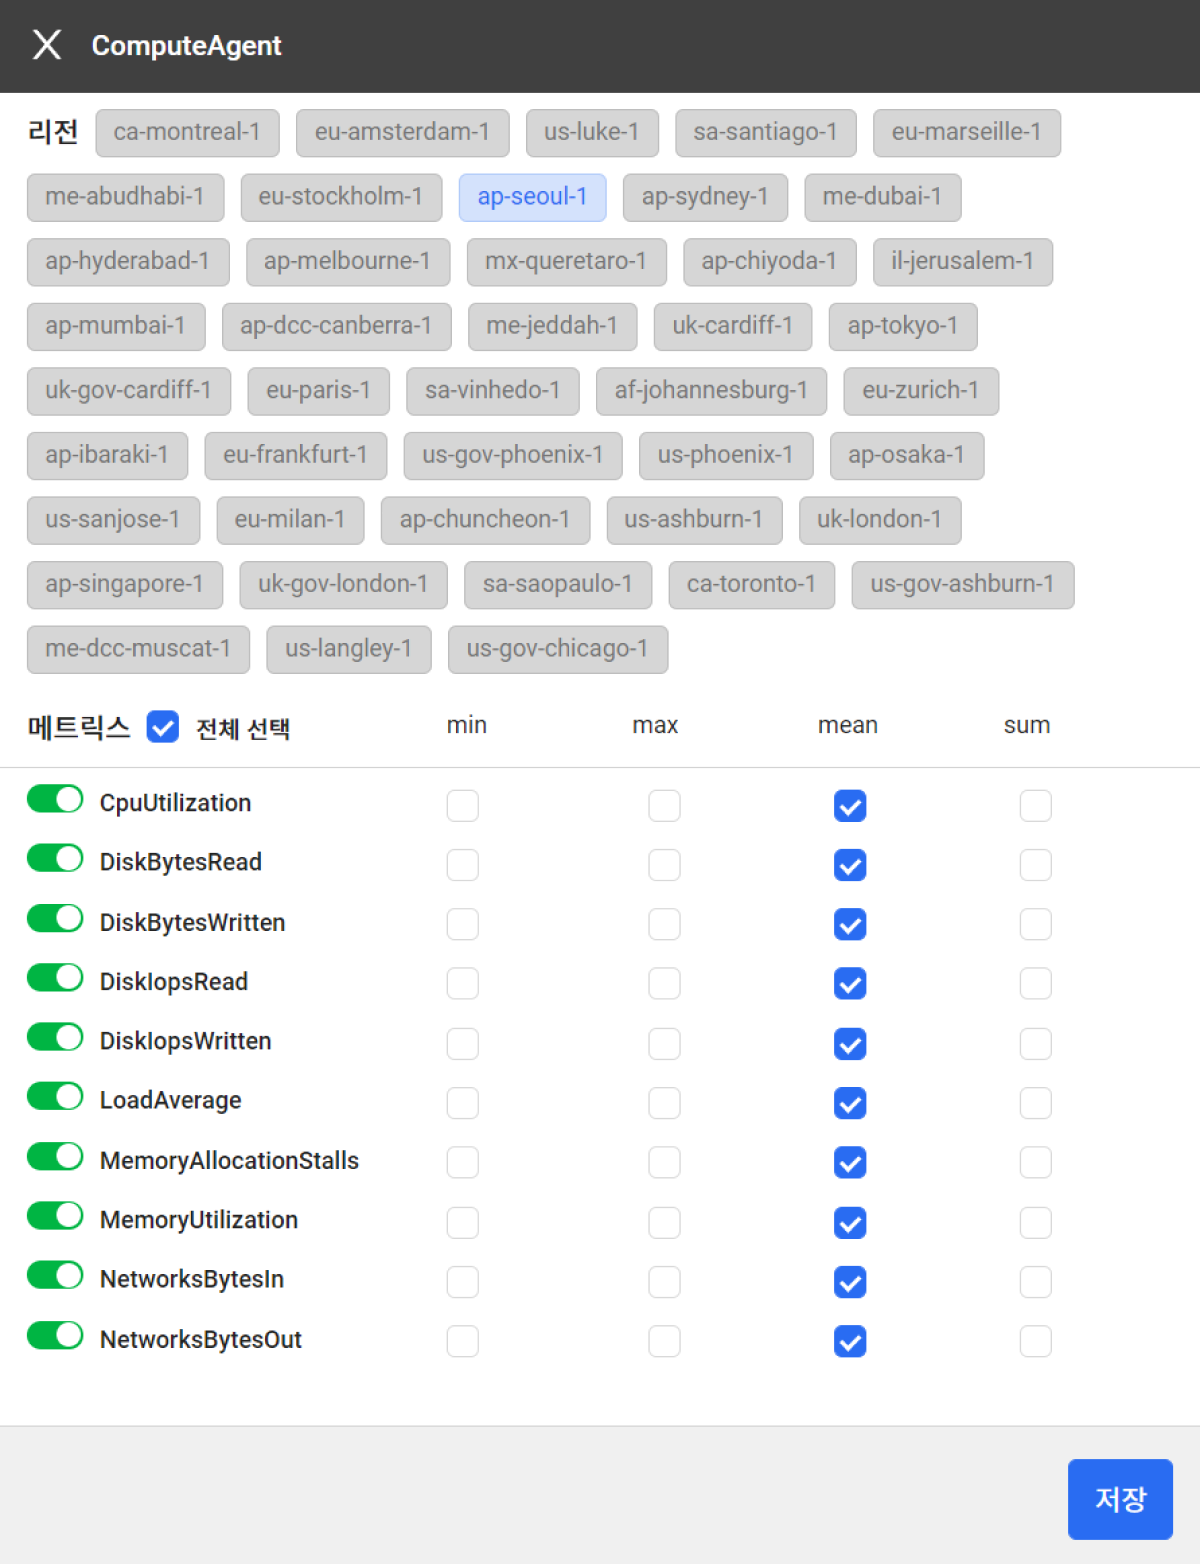 ComputeAgent
리전 ca-montreal-1 eu-amsterdam-1 us-luke-1 sa-santiago-1 eu-marseille-1
me-abudhabi-1 eu-stockholm-1 ap-seoul-1 ap-sydney-1 me-dubai-1
ap-hyderabad-1 ap-melbourne-1 mx-queretaro-1 ap-chiyoda-1 il-jerusalem-1
ap-mumbai-1 ap-dcc-canberra-1 me-jeddah-1 uk-cardiff-1 ap-tokyo-1
uk-gov-cardiff-1 eu-paris-1 sa-vinhedo-1 af-johannesburg-1 eu-zurich-1
ap-ibaraki-1 eu-frankfurt-1 us-gov-phoenix-1 us-phoenix-1 ap-osaka-1
us-sanjose-1 eu-milan-1 ap-chuncheon-1 us-ashburn-1 uk-london-1
ap-singapore-1 uk-gov-london-1 sa-saopaulo-1 ca-toronto-1 us-gov-ashburn-1
me-dcc-muscat-1 us-langley-1 us-gov-chicago-1
메트릭스 전체 선택 min max mean sum
CpuUtilization
DiskBytesRead
DiskBytesWritten
DiskIopsRead
DiskIopsWritten
LoadAverage
MemoryAllocationStalls
MemoryUtilization
NetworksBytesIn
NetworksBytesOut
저장